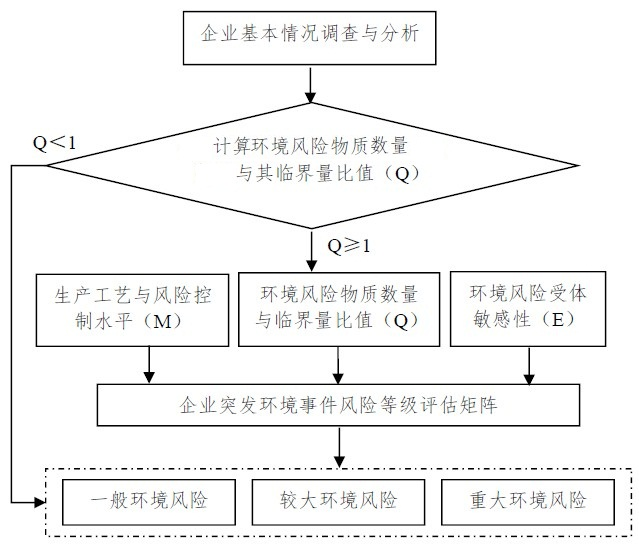 企业基本情况调查与分析
Q＜1
计算环境风险物质数量
与其临界量比值（Q）
Q≥1
生产工艺与风险控
制水平（M）
环境风险物质数量
与临界量比值（Q）
环境风险受体
敏感性（E）
企业突发环境事件风险等级评估矩阵
一般环境风险
较大环境风险
重大环境风险